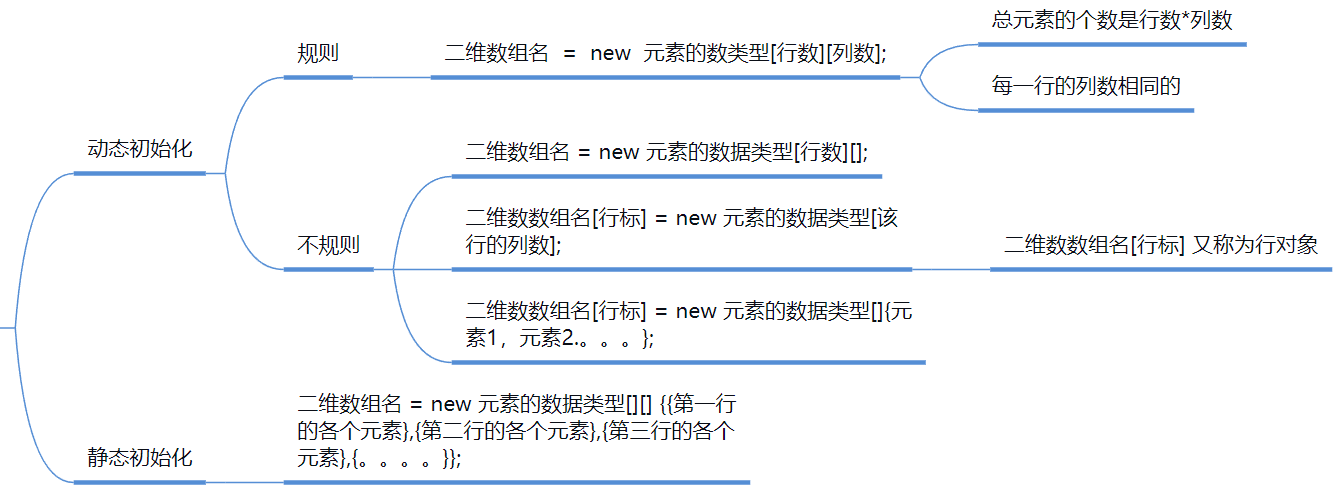 动态初始化
规则
二维数组名 = new 元素的数类型[行数][列数];
总元素的个数是行数*列数
每一行的列数相同的
不规则
二维数组名 = new 元素的数据类型[行数][];
二维数数组名[行标] = new 元素的数据类型[该
行的列数];
二维数数组名[行标] 又称为行对象
二维数数组名[行标] = new 元素的数据类型[]{元
素1，元素2.。。。};
静态初始化
二维数组名 = new 元素的数据类型[][] {{第一行
的各个元素},{第二行的各个元素},{第三行的各个
元素},{。。。。}};